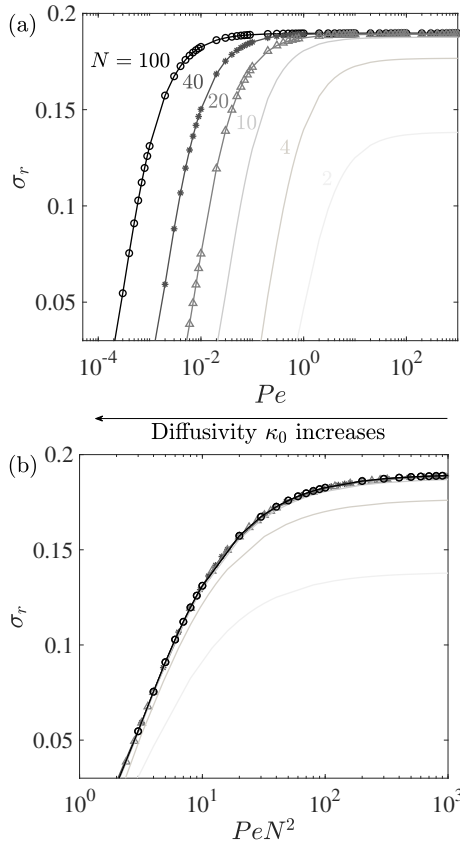 (a)
0.2
0.15
0.1
0.05
σr
N = 100
40
20
10
4
2
10⁻⁴
10⁻²
10⁰
10²
Pe
Diffusivity κ₀ increases
(b)
0.2
0.15
0.1
0.05
σr
10⁰
10¹
10²
10³
PeN²